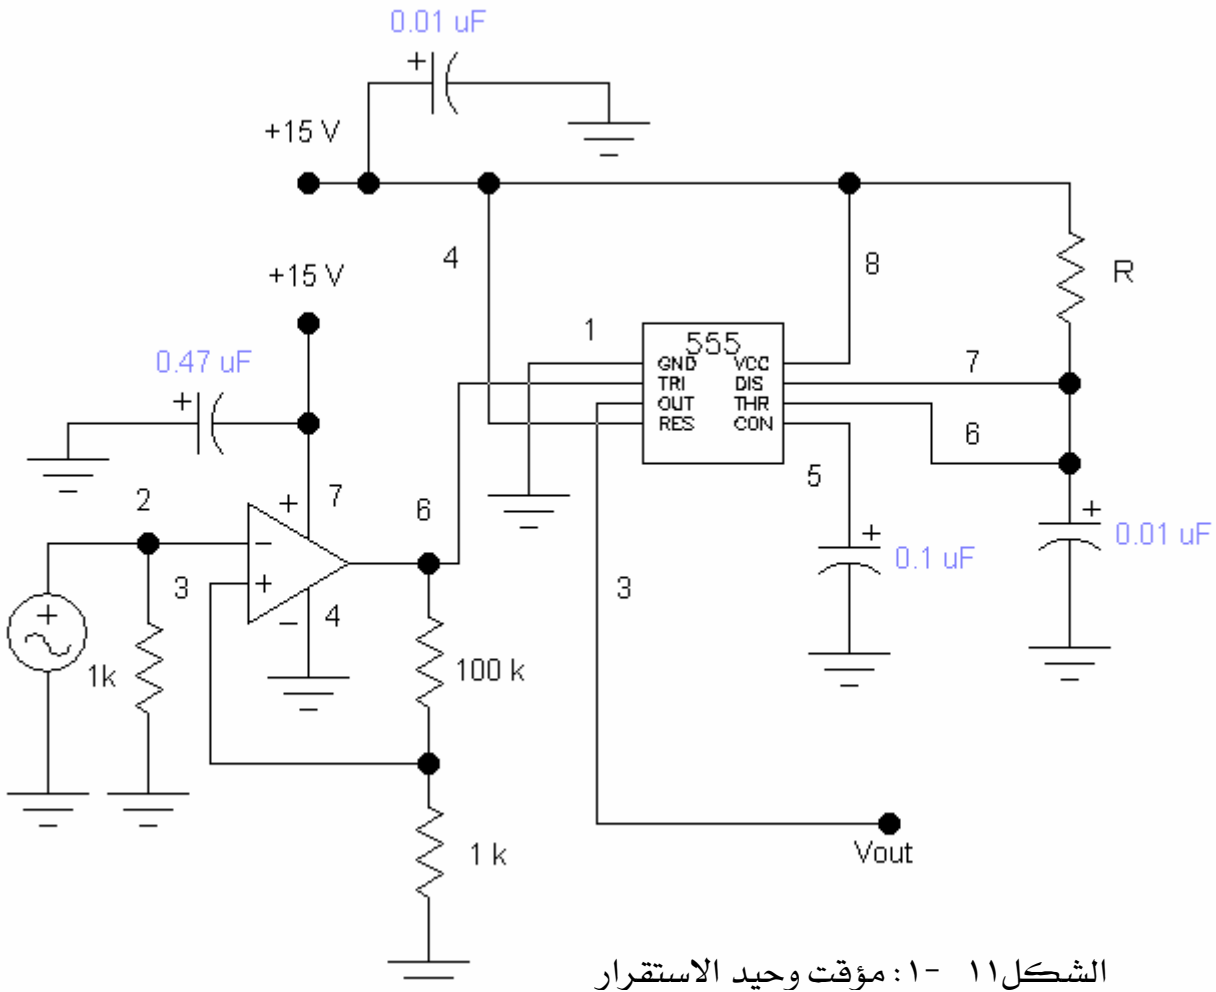 0.01 uF
+
+15 V
4
8
R
+15 V
1
555
GND VCC
TRI DIS
OUT THR
RES CON
7
0.47 uF
+
6
5
2
+ 7
6
+
0.01 uF
−
+
0.1 uF
3
+
+
4
−
3
1k
100 k
1 k
Vout
الشكل١١ -١: مؤقت وحيد الاستقرار